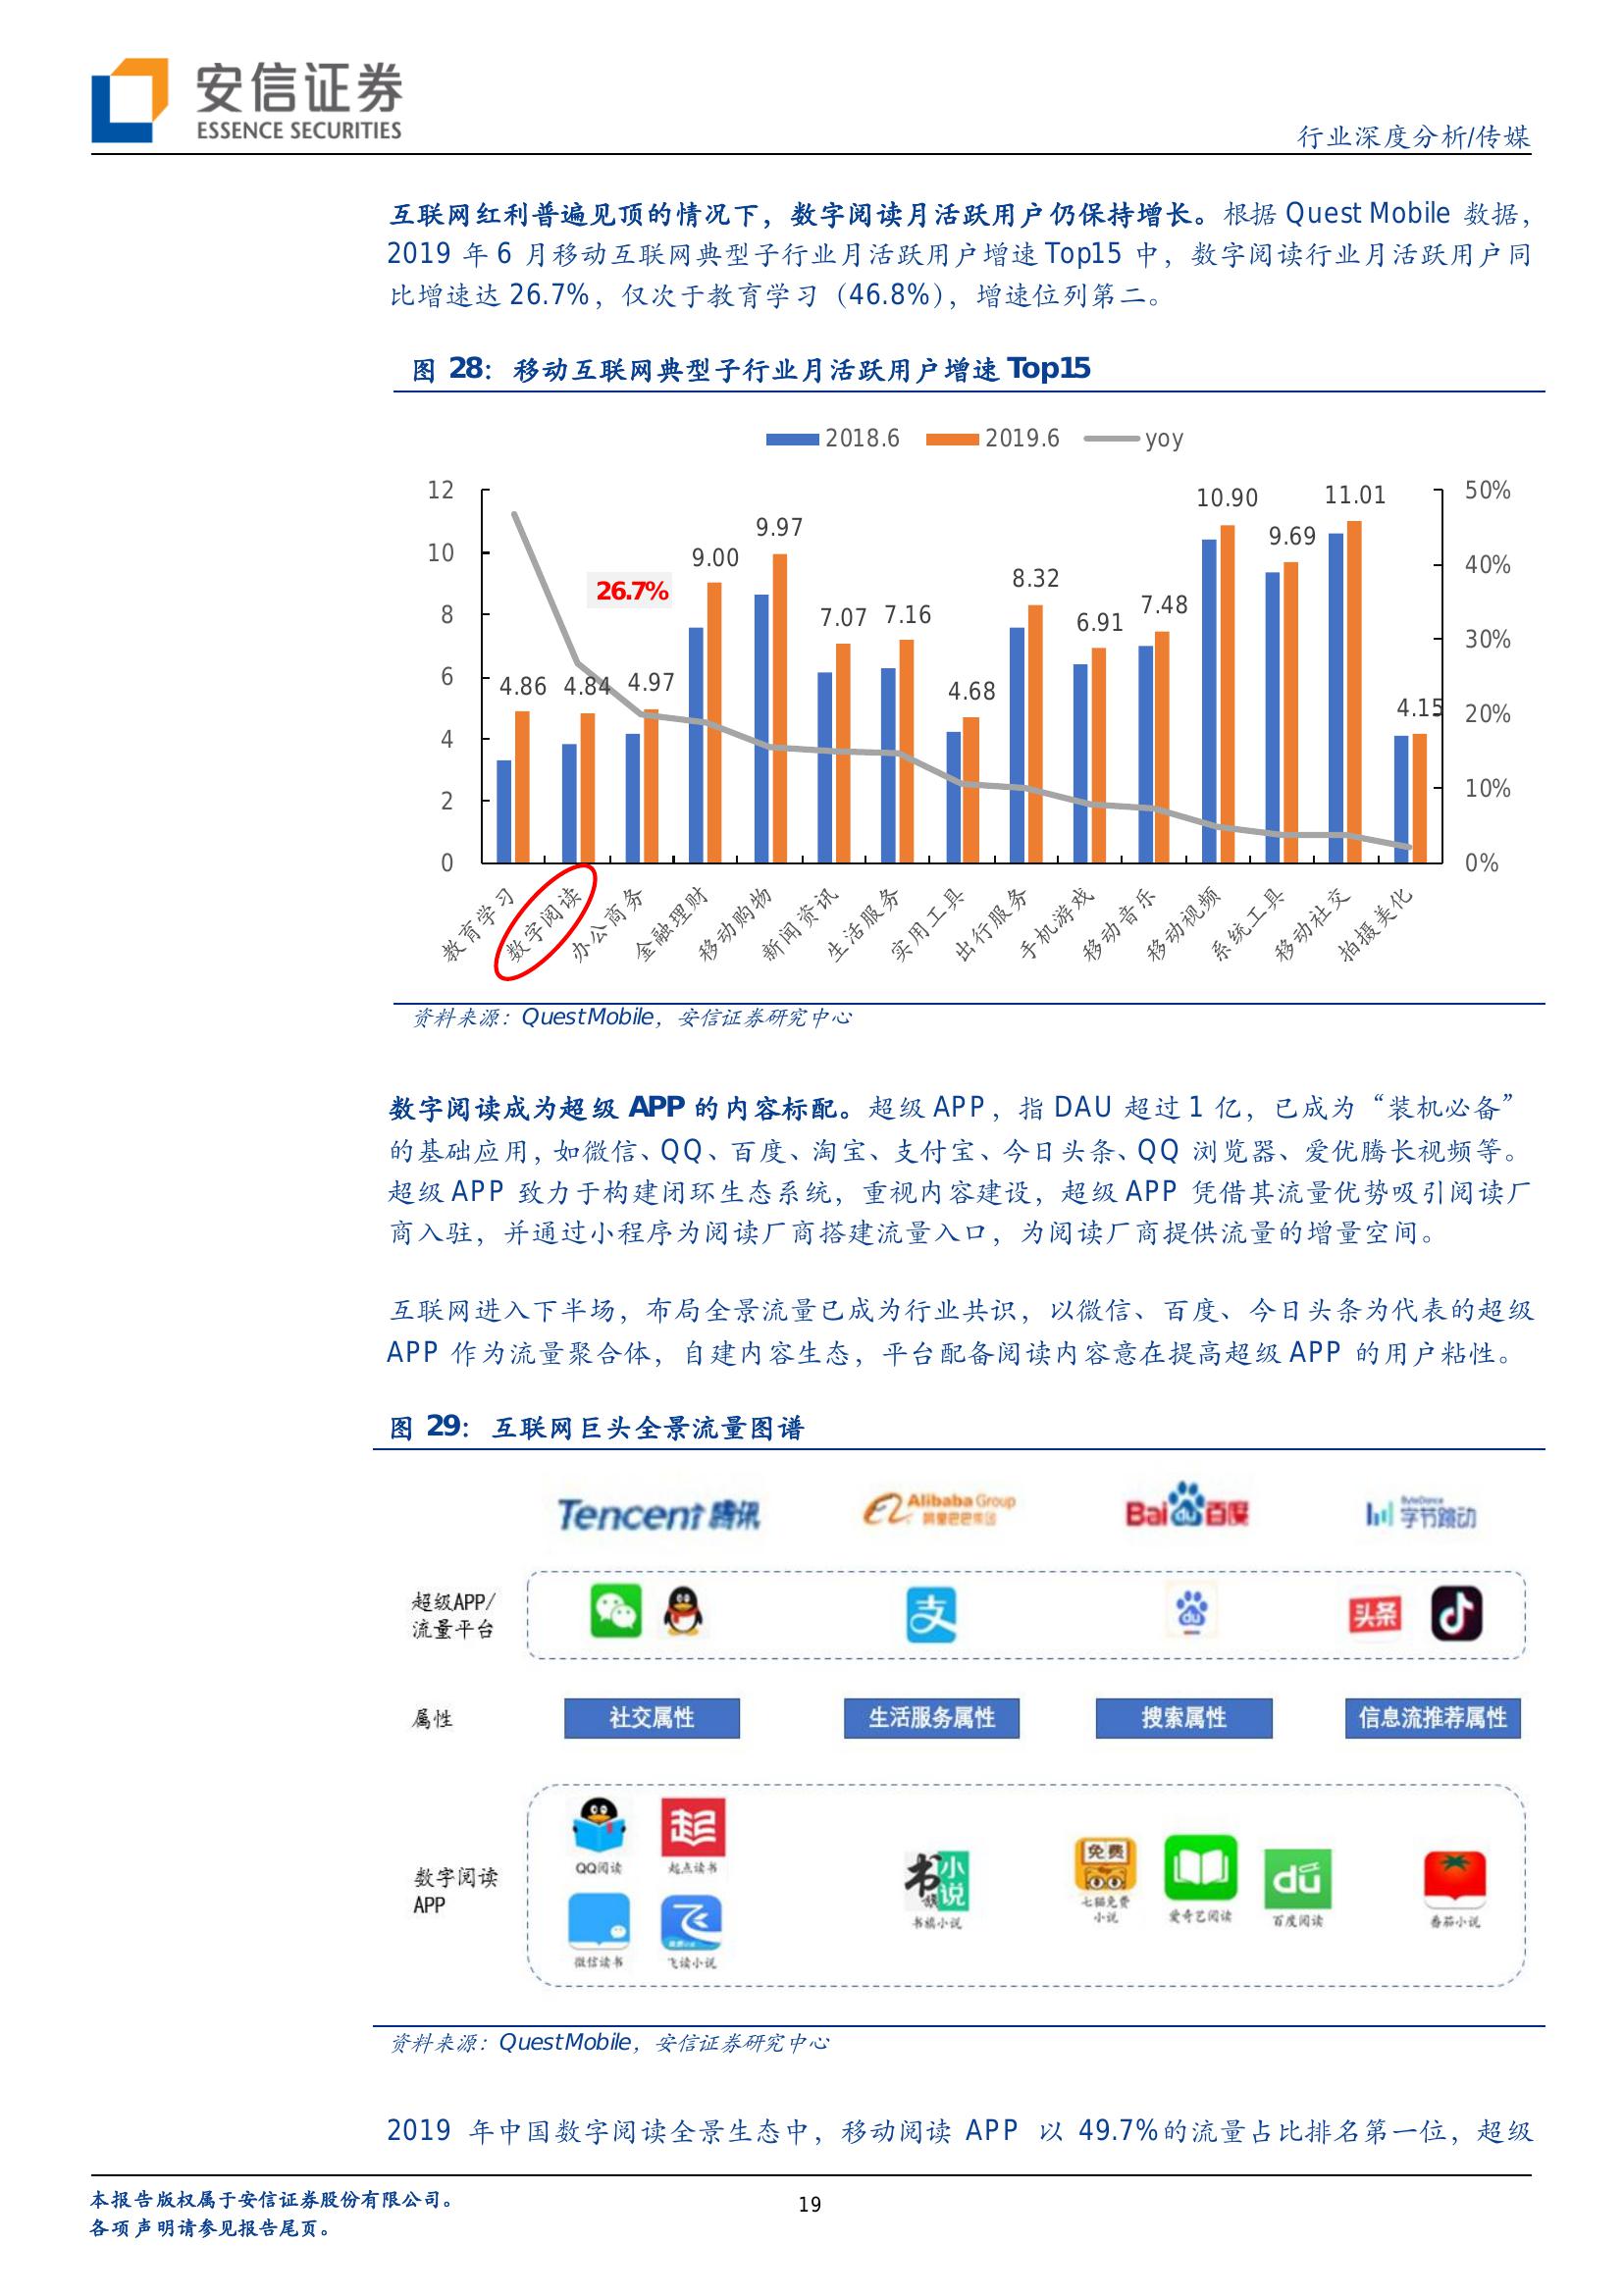 安信证券
ESSENCE SECURITIES
行业深度分析/传媒
互联网红利普遍见顶的情况下，数字阅读月活跃用户仍保持增长。根据 Quest Mobile 数据，
2019 年 6 月移动互联网典型子行业月活跃用户增速 Top15 中，数字阅读行业月活跃用户同
比增速达 26.7%，仅次于教育学习（46.8%），增速位列第二。
图 28：移动互联网典型子行业月活跃用户增速 Top15
2018.6 2019.6 yoy
12
10
8
6
4
2
0
50%
40%
30%
20%
10%
0%
26.7%
4.86 4.84 4.97 9.00 9.97 7.07 7.16 4.68 8.32 6.91 7.48 10.90 9.69 11.01 4.15
教育学习 数字阅读 办公商务 金融理财 移动购物 新闻资讯 生活服务 实用工具 出行服务 手机游戏 移动音乐 移动视频 系统工具 移动社交 拍摄美化
资料来源：QuestMobile，安信证券研究中心
数字阅读成为超级 APP 的内容标配。超级 APP，指 DAU 超过 1 亿，已成为“装机必备”
的基础应用，如微信、QQ、百度、淘宝、支付宝、今日头条、QQ 浏览器、爱优腾长视频等。
超级 APP 致力于构建闭环生态系统，重视内容建设，超级 APP 凭借其流量优势吸引阅读厂
商入驻，并通过小程序为阅读厂商搭建流量入口，为阅读厂商提供流量的增量空间。
互联网进入下半场，布局全景流量已成为行业共识，以微信、百度、今日头条为代表的超级
APP 作为流量聚合体，自建内容生态，平台配备阅读内容意在提高超级 APP 的用户粘性。
图 29：互联网巨头全景流量图谱
Tencent 腾讯
Alibaba Group
阿里巴巴集团
Bai du 百度
ByteDance
字节跳动
超级APP/
流量平台
支
du
头条
属性
社交属性 生活服务属性 搜索属性 信息流推荐属性
数字阅读
APP
QQ阅读
起点读书
微信读书
飞读小说
书旗小说
书旗小说
免费
七猫免费
小说
爱奇艺阅读
du
百度阅读
番茄小说
资料来源：QuestMobile，安信证券研究中心
2019 年中国数字阅读全景生态中，移动阅读 APP 以 49.7%的流量占比排名第一位，超级
本报告版权属于安信证券股份有限公司。
各项声明请参见报告尾页。
19